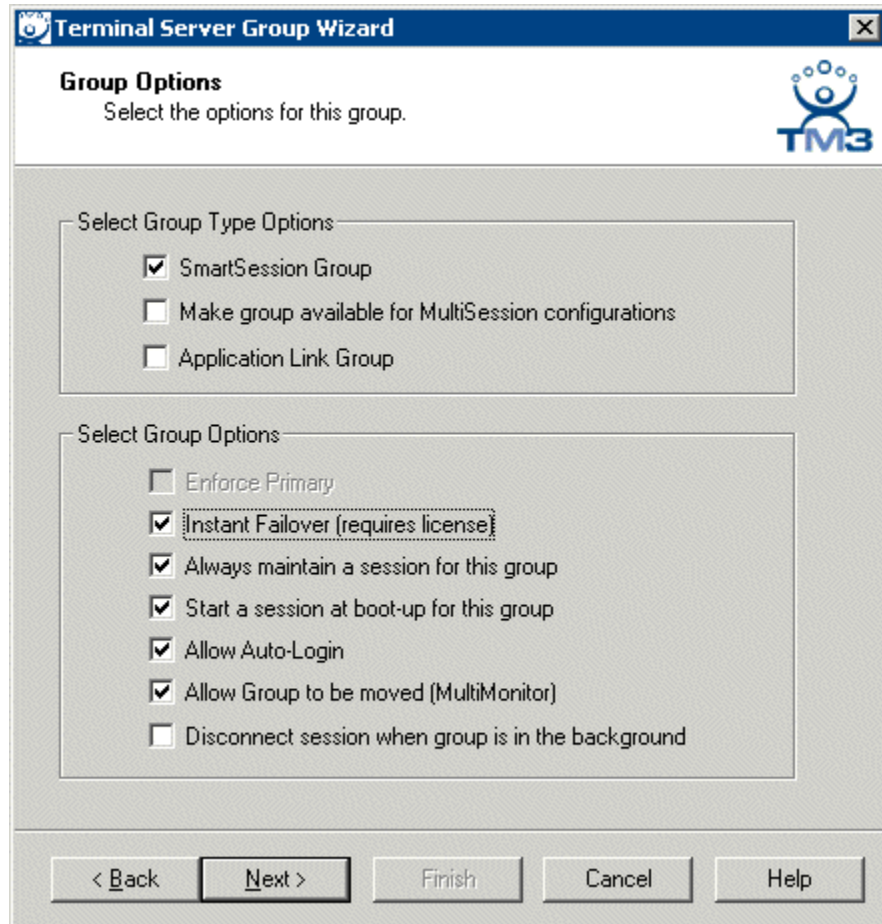 Terminal Server Group Wizard
Group Options
Select the options for this group.
TM3
Select Group Type Options
SmartSession Group
Make group available for MultiSession configurations
Application Link Group
Select Group Options
Enforce Primary
Instant Failover (requires license)
Always maintain a session for this group
Start a session at boot-up for this group
Allow Auto-Login
Allow Group to be moved (MultiMonitor)
Disconnect session when group is in the background
< Back Next > Finish Cancel Help